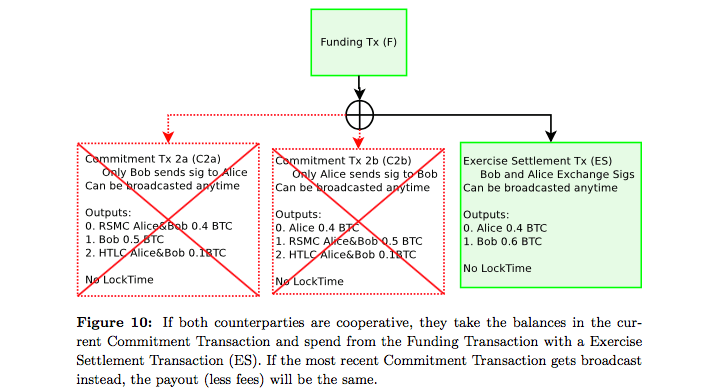 Funding Tx (F)
Commitment Tx 2a (C2a)
Only Bob sends sig to Alice
Can be broadcasted anytime
Outputs:
0. RSMC Alice&Bob 0.4 BTC
1. Bob 0.5 BTC
2. HTLC Alice&Bob 0.1BTC
No LockTime
Commitment Tx 2b (C2b)
Only Alice sends sig to Bob
Can be broadcasted anytime
Outputs:
0. Alice 0.4 BTC
1. RSMC Alice&Bob 0.5 BTC
2. HTLC Alice&Bob 0.1BTC
No LockTime
Exercise Settlement Tx (ES)
Bob and Alice Exchange Sigs
Can be broadcasted anytime
Outputs:
0. Alice 0.4 BTC
1. Bob 0.6 BTC
No LockTime
Figure 10: If both counterparties are cooperative, they take the balances in the cur-
rent Commitment Transaction and spend from the Funding Transaction with a Exercise
Settlement Transaction (ES). If the most recent Commitment Transaction gets broadcast
instead, the payout (less fees) will be the same.